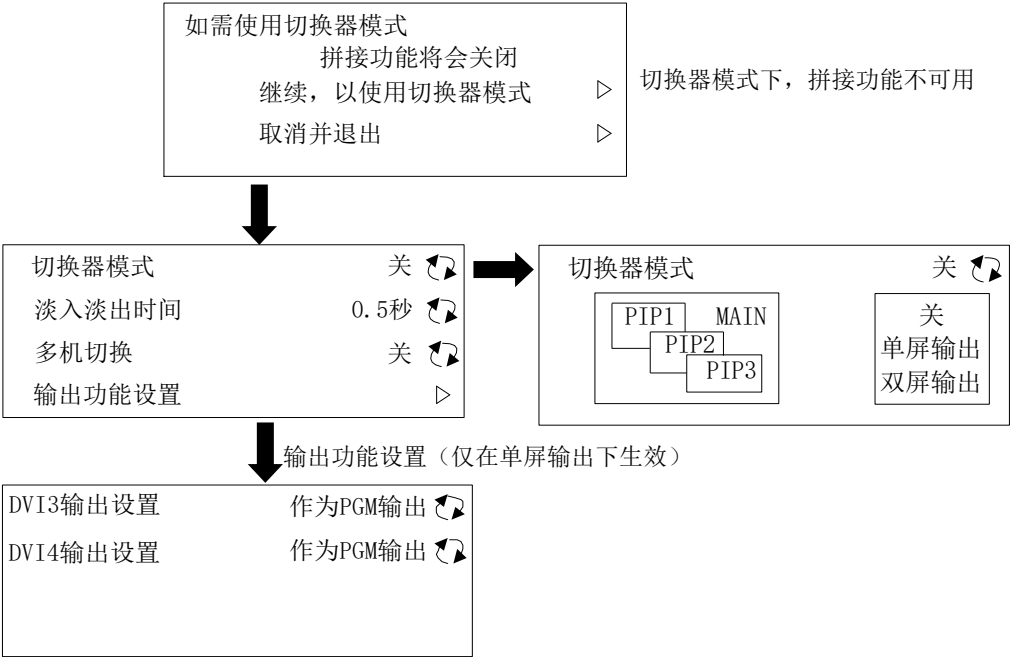 如需使用切换器模式
拼接功能将会关闭
继续，以使用切换器模式
取消并退出
切换器模式下，拼接功能不可用
切换器模式 关
淡入淡出时间 0.5秒
多机切换 关
输出功能设置
切换器模式 关
PIP1 MAIN
PIP2
PIP3
关
单屏输出
双屏输出
输出功能设置（仅在单屏输出下生效）
DVI3输出设置 作为PGM输出
DVI4输出设置 作为PGM输出